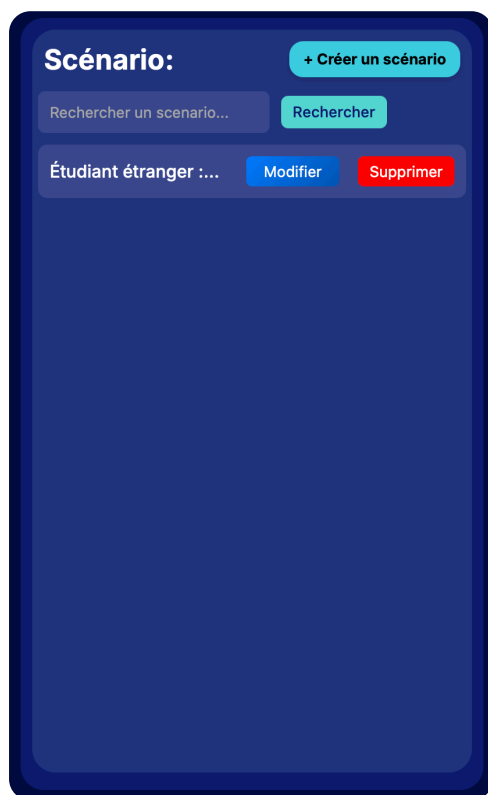 Scénario:
+ Créer un scénario
Rechercher un scenario...
Rechercher
Étudiant étranger :...
Modifier
Supprimer